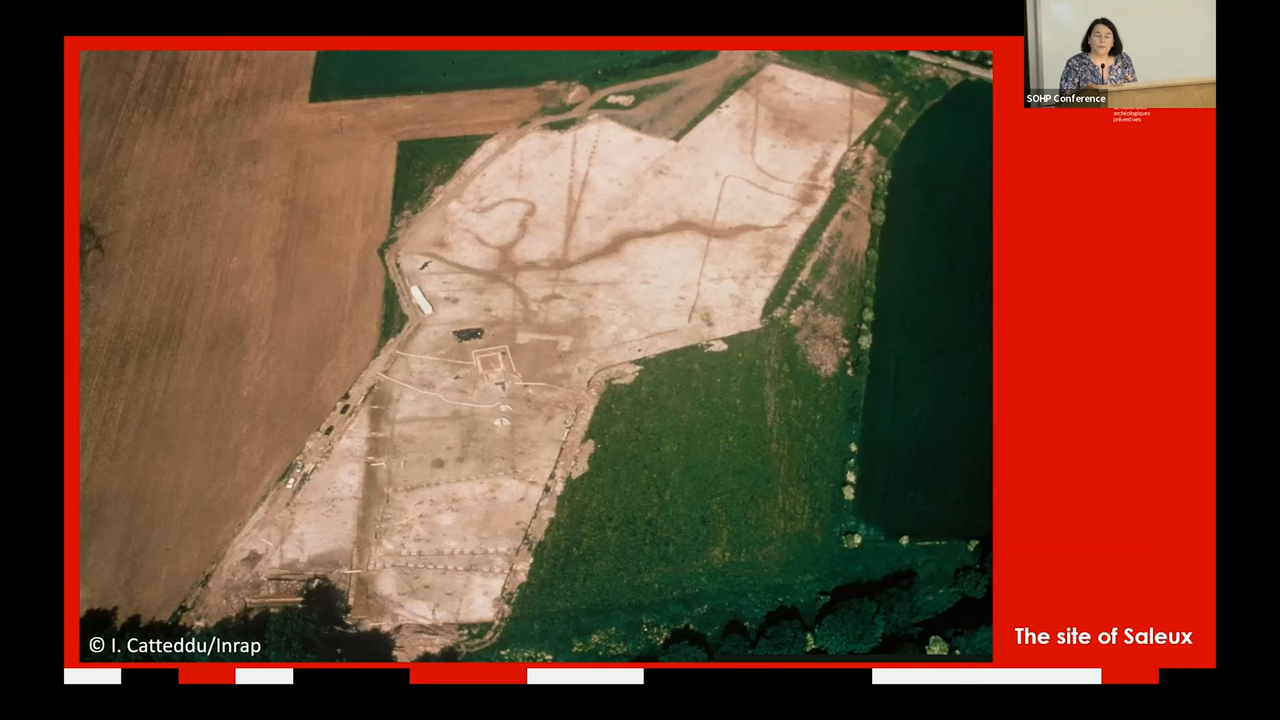 SOHP Conference
archéologiques
préventives
© I. Catteddu/Inrap
The site of Saleux